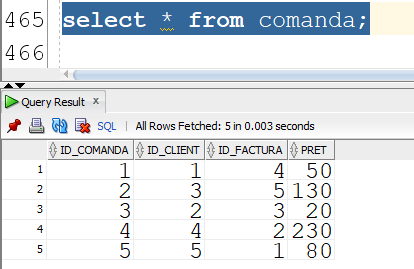 465 select * from comanda;
466
Query Result x
SQL | All Rows Fetched: 5 in 0.003 seconds
ID_COMANDA ID_CLIENT ID_FACTURA PRET
1 1 1 4 50
2 2 3 5 130
3 3 2 3 20
4 4 4 2 230
5 5 5 1 80